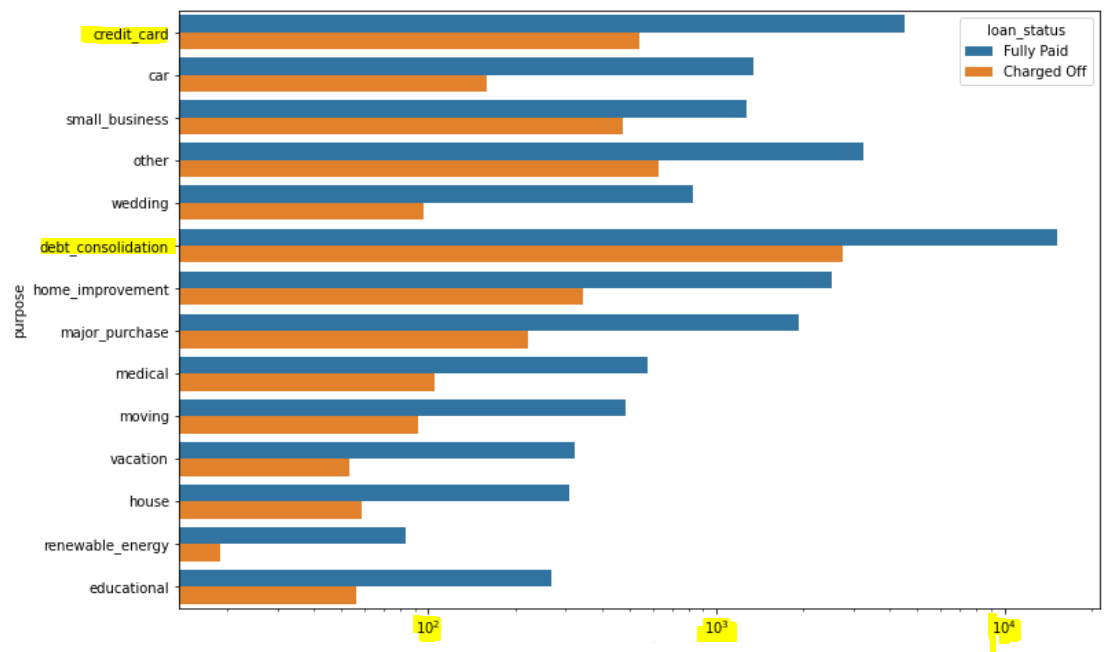 loan_status
Fully Paid
Charged Off
credit_card
car
small_business
other
wedding
debt_consolidation
home_improvement
major_purchase
medical
moving
vacation
house
renewable_energy
educational
purpose
10²
10³
10⁴